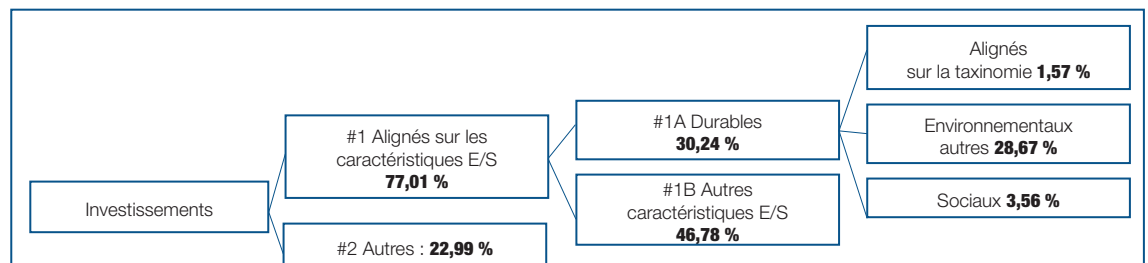 Investissements
#1 Alignés sur les
caractéristiques E/S
77,01 %
#2 Autres : 22,99 %
#1A Durables
30,24 %
#1B Autres
caractéristiques E/S
46,78 %
Alignés
sur la taxinomie 1,57 %
Environnementaux
autres 28,67 %
Sociaux 3,56 %